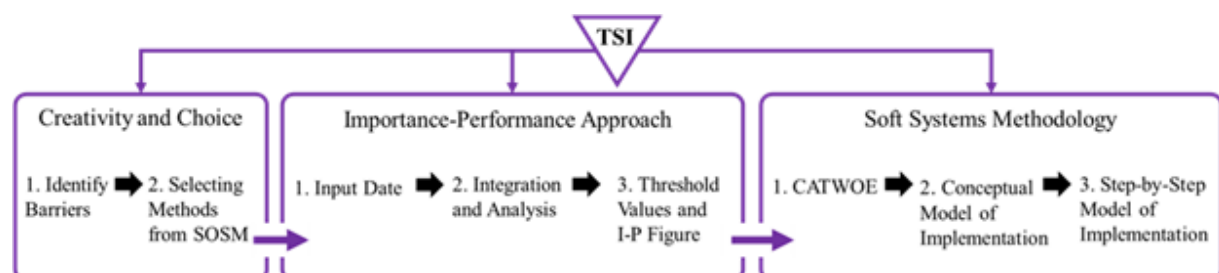 TSI
Creativity and Choice
1. Identify
Barriers
2. Selecting
Methods
from SOSM
Importance-Performance Approach
1. Input Date
2. Integration
and Analysis
3. Threshold
Values and
I-P Figure
Soft Systems Methodology
1. CATWOE
2. Conceptual
Model of
Implementation
3. Step-by-Step
Model of
Implementation